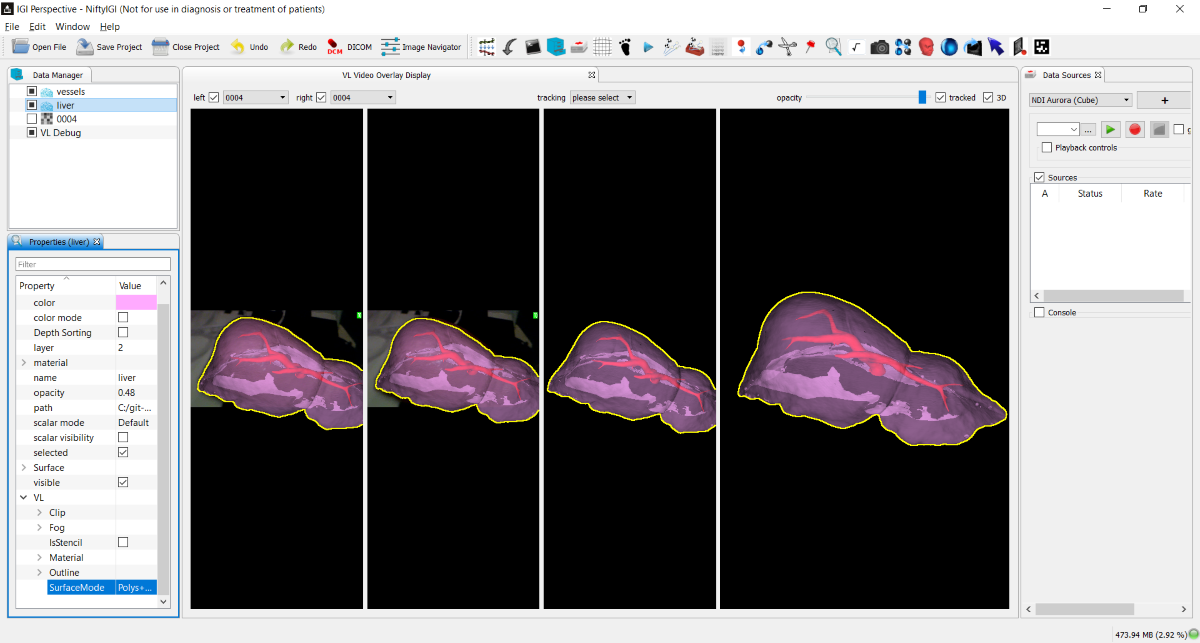 IGI Perspective - NiftyIGI (Not for use in diagnosis or treatment of patients)
File Edit Window Help
Open File Save Project Close Project Undo Redo DCM DICOM Image Navigator
Data Manager
vessels
liver
0004
VL Debug
Properties (liver)
Filter
Property Value
color
color mode
Depth Sorting
layer 2
material
name liver
opacity 0.48
path C:/git-...
scalar mode Default
scalar visibility
selected
Surface
visible
VL
Clip
Fog
IsStencil
Material
Outline
SurfaceMode Polys+...
VL Video Overlay Display
left 0004 right 0004 tracking please select opacity tracked 3D
Data Sources
NDI Aurora (Cube) +
... g
Playback controls
Sources
A Status Rate
Console
473.94 MB (2.92 %)